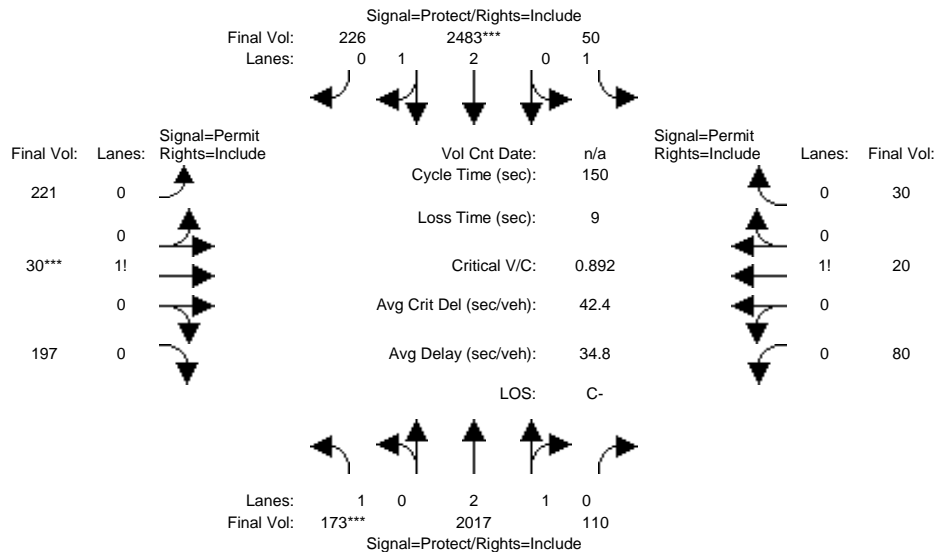 Signal=Protect/Rights=Include
Final Vol: 226 2483*** 50
Lanes: 0 1 2 0 1
Signal=Permit Signal=Permit
Final Vol: Lanes: Rights=Include Vol Cnt Date: n/a Rights=Include Lanes: Final Vol:
Cycle Time (sec): 150
221 0 0 30
Loss Time (sec): 9
0 0
30*** 1! Critical V/C: 0.892 1! 20
0 Avg Crit Del (sec/veh): 42.4 0
197 0 Avg Delay (sec/veh): 34.8 0 80
LOS: C-
Lanes: 1 0 2 1 0
Final Vol: 173*** 2017 110
Signal=Protect/Rights=Include